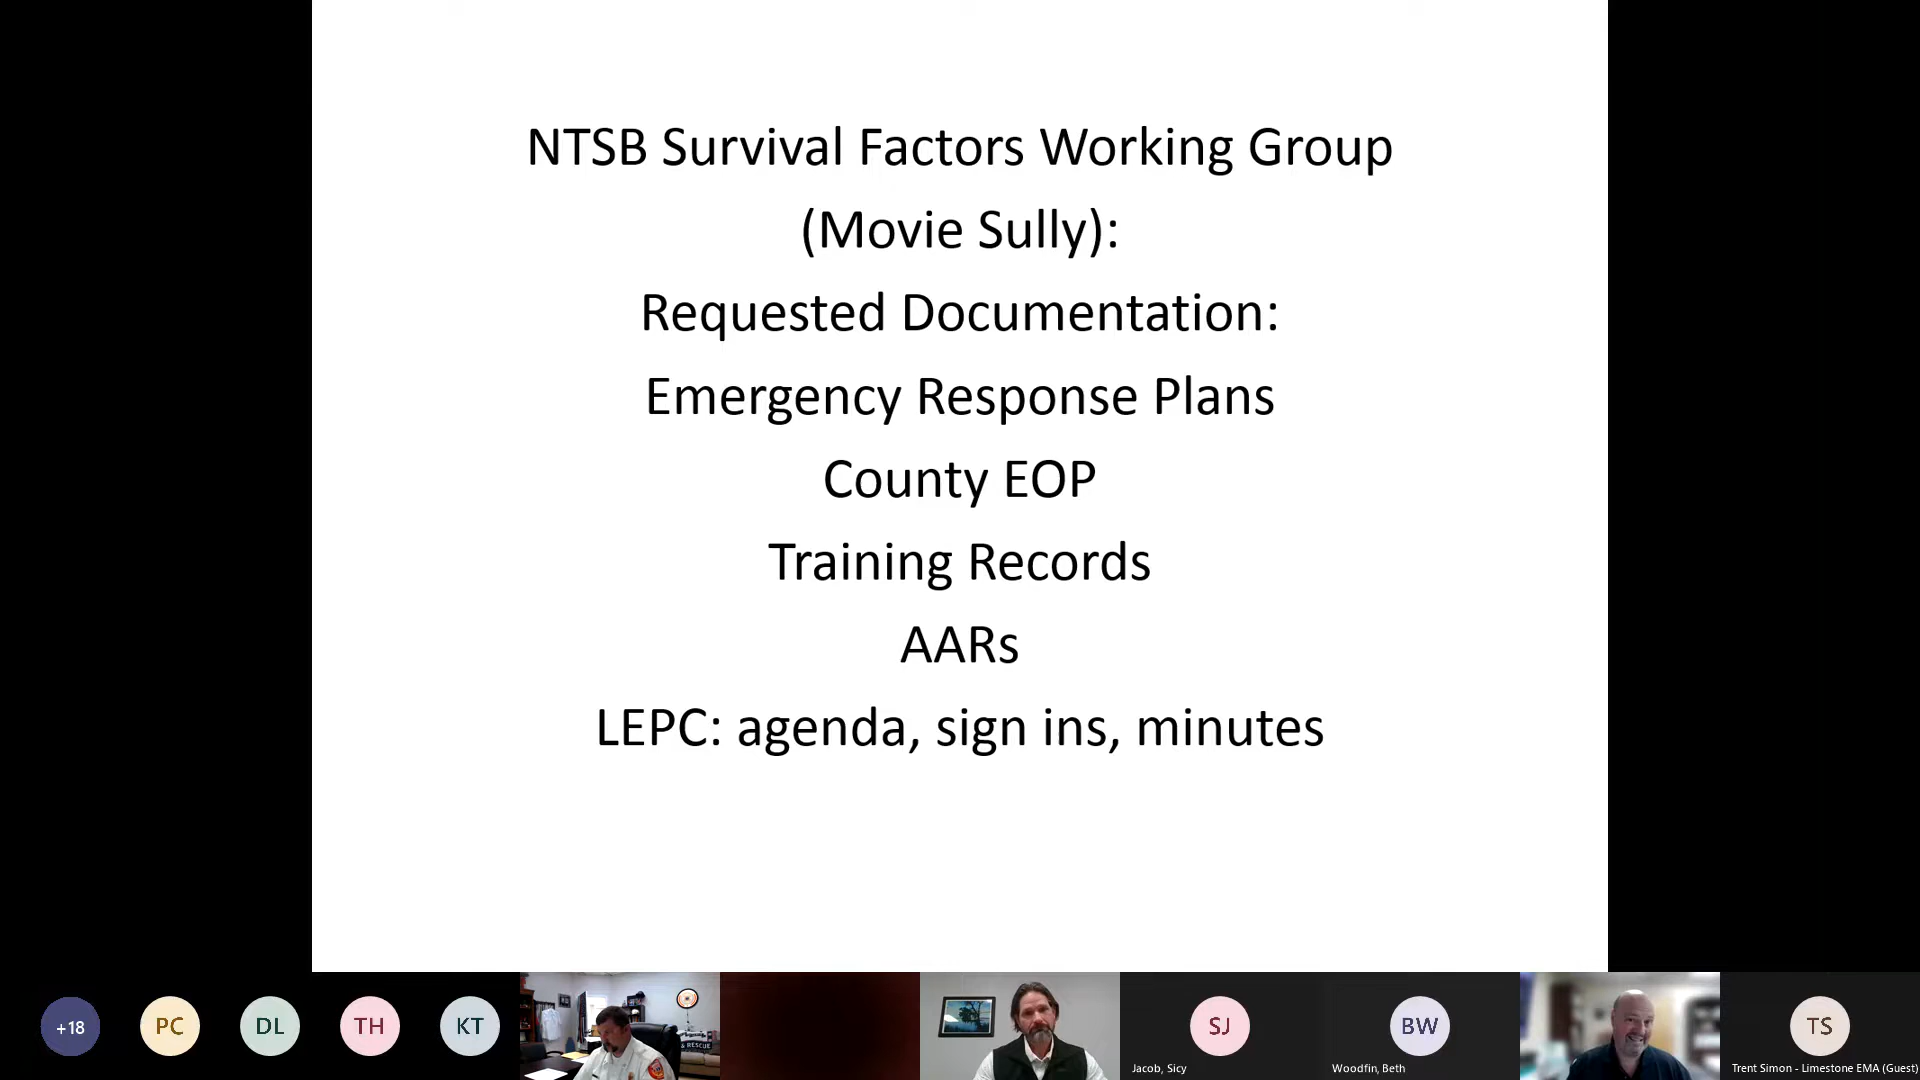 NTSB Survival Factors Working Group
(Movie Sully):
Requested Documentation:
Emergency Response Plans
County EOP
Training Records
AARs
LEPC: agenda, sign ins, minutes
+18
PC
DL
TH
KT
& RESCUE
SJ
Jacob, Sicy
BW
Woodfin, Beth
TS
Trent Simon - Limestone EMA (Guest)